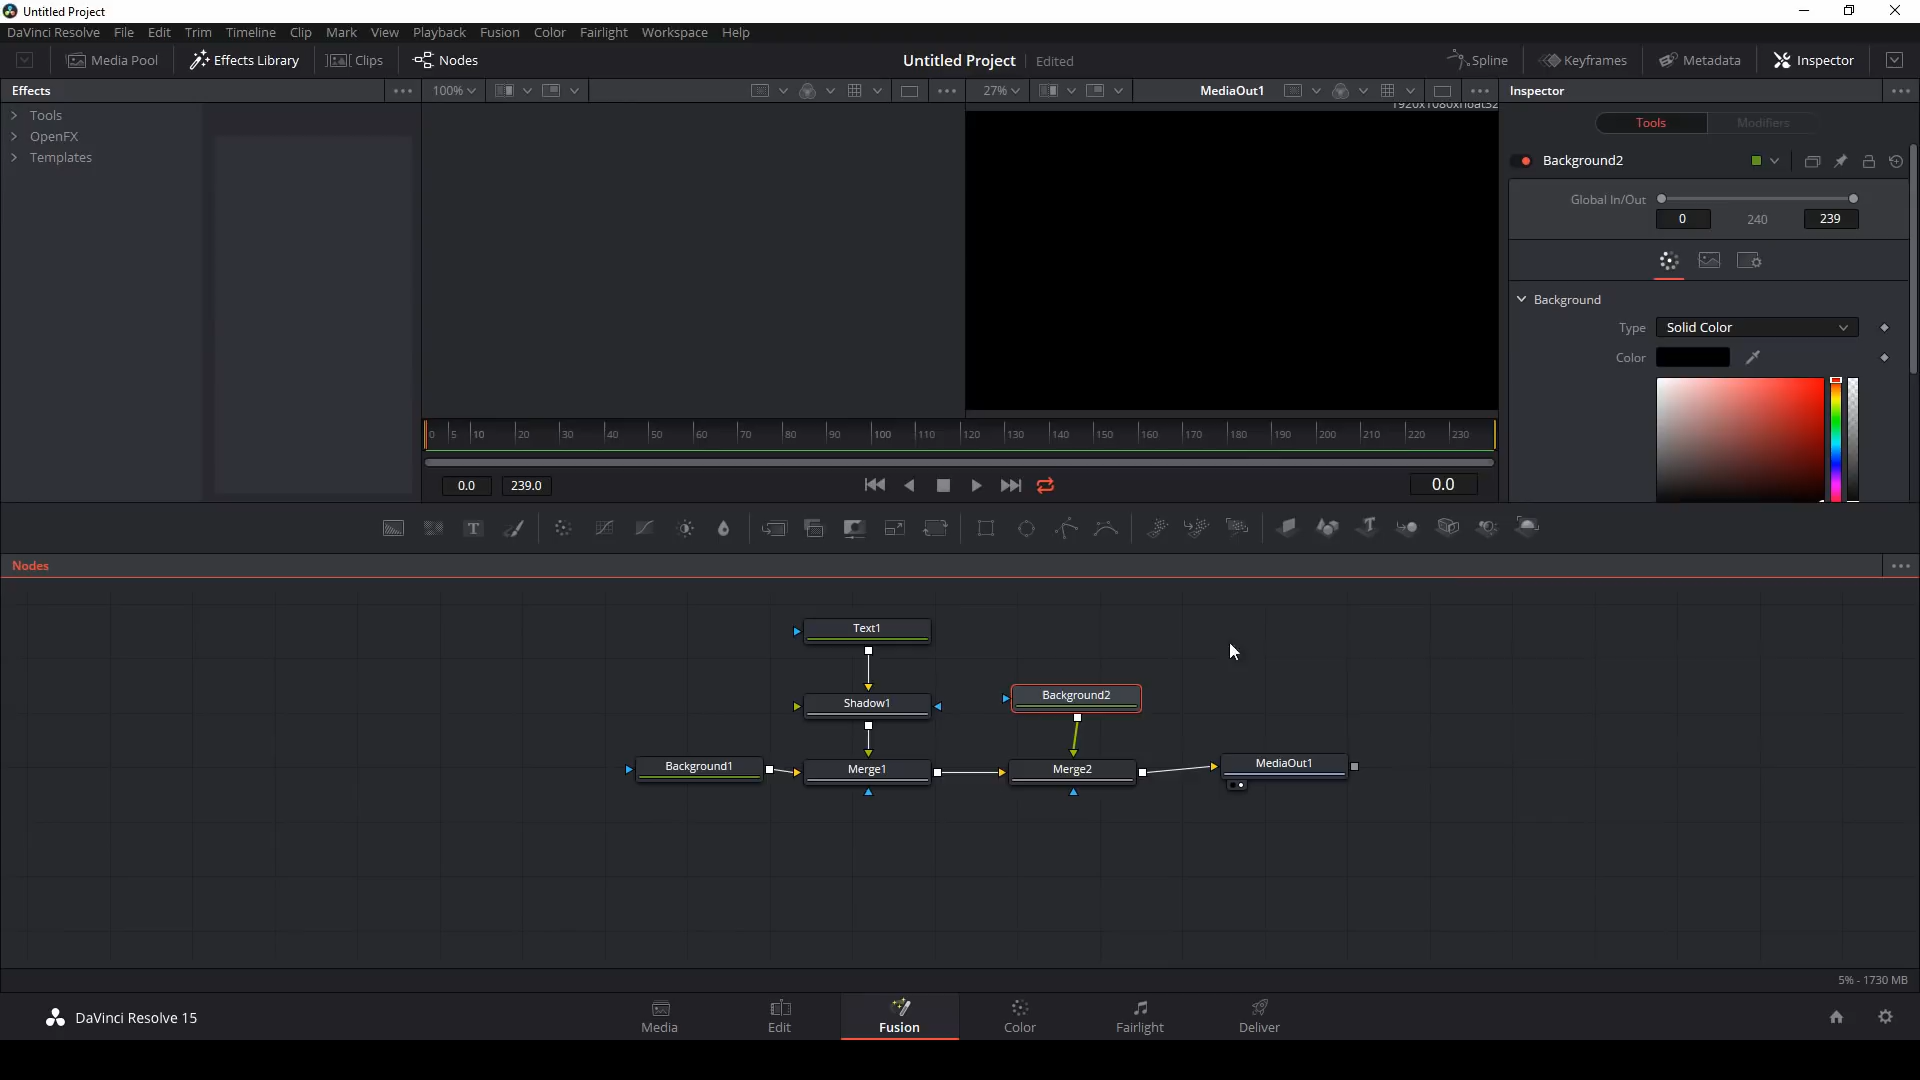 Untitled Project
DaVinci Resolve File Edit Trim Timeline Clip Mark View Playback Fusion Color Fairlight Workspace Help
Media Pool Effects Library Clips Nodes Untitled Project Edited Spline Keyframes Metadata Inspector
Effects 100% 27% MediaOut1 Inspector
1920x1080xfloat32
Tools
OpenFX
Templates
Tools Modifiers
Background2
Global In/Out
0 240 239
Background
Type Solid Color
Color
0 5 10 20 30 40 50 60 70 80 90 100 110 120 130 140 150 160 170 180 190 200 210 220 230
0.0 239.0 0.0
T T
Nodes
Text1
Background2
Shadow1
Background1 Merge1 Merge2 MediaOut1
5% - 1730 MB
DaVinci Resolve 15 Media Edit Fusion Color Fairlight Deliver